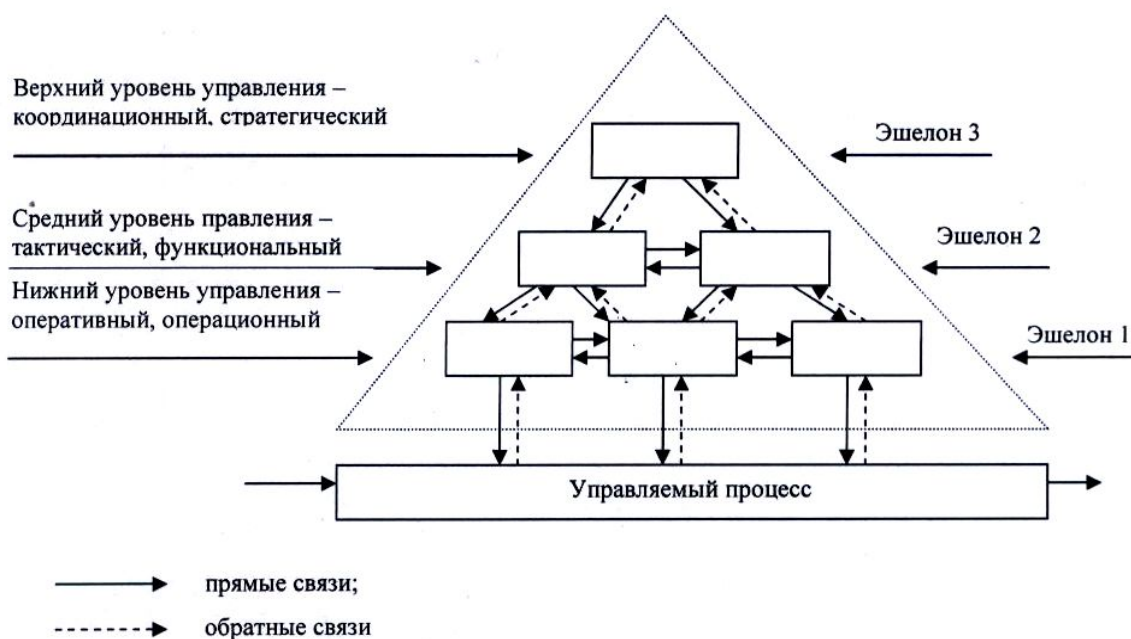 Верхний уровень управления –
координационный, стратегический
Эшелон 3
Средний уровень правления –
тактический, функциональный
Эшелон 2
Нижний уровень управления –
оперативный, операционный
Эшелон 1
Управляемый процесс
прямые связи;
обратные связи